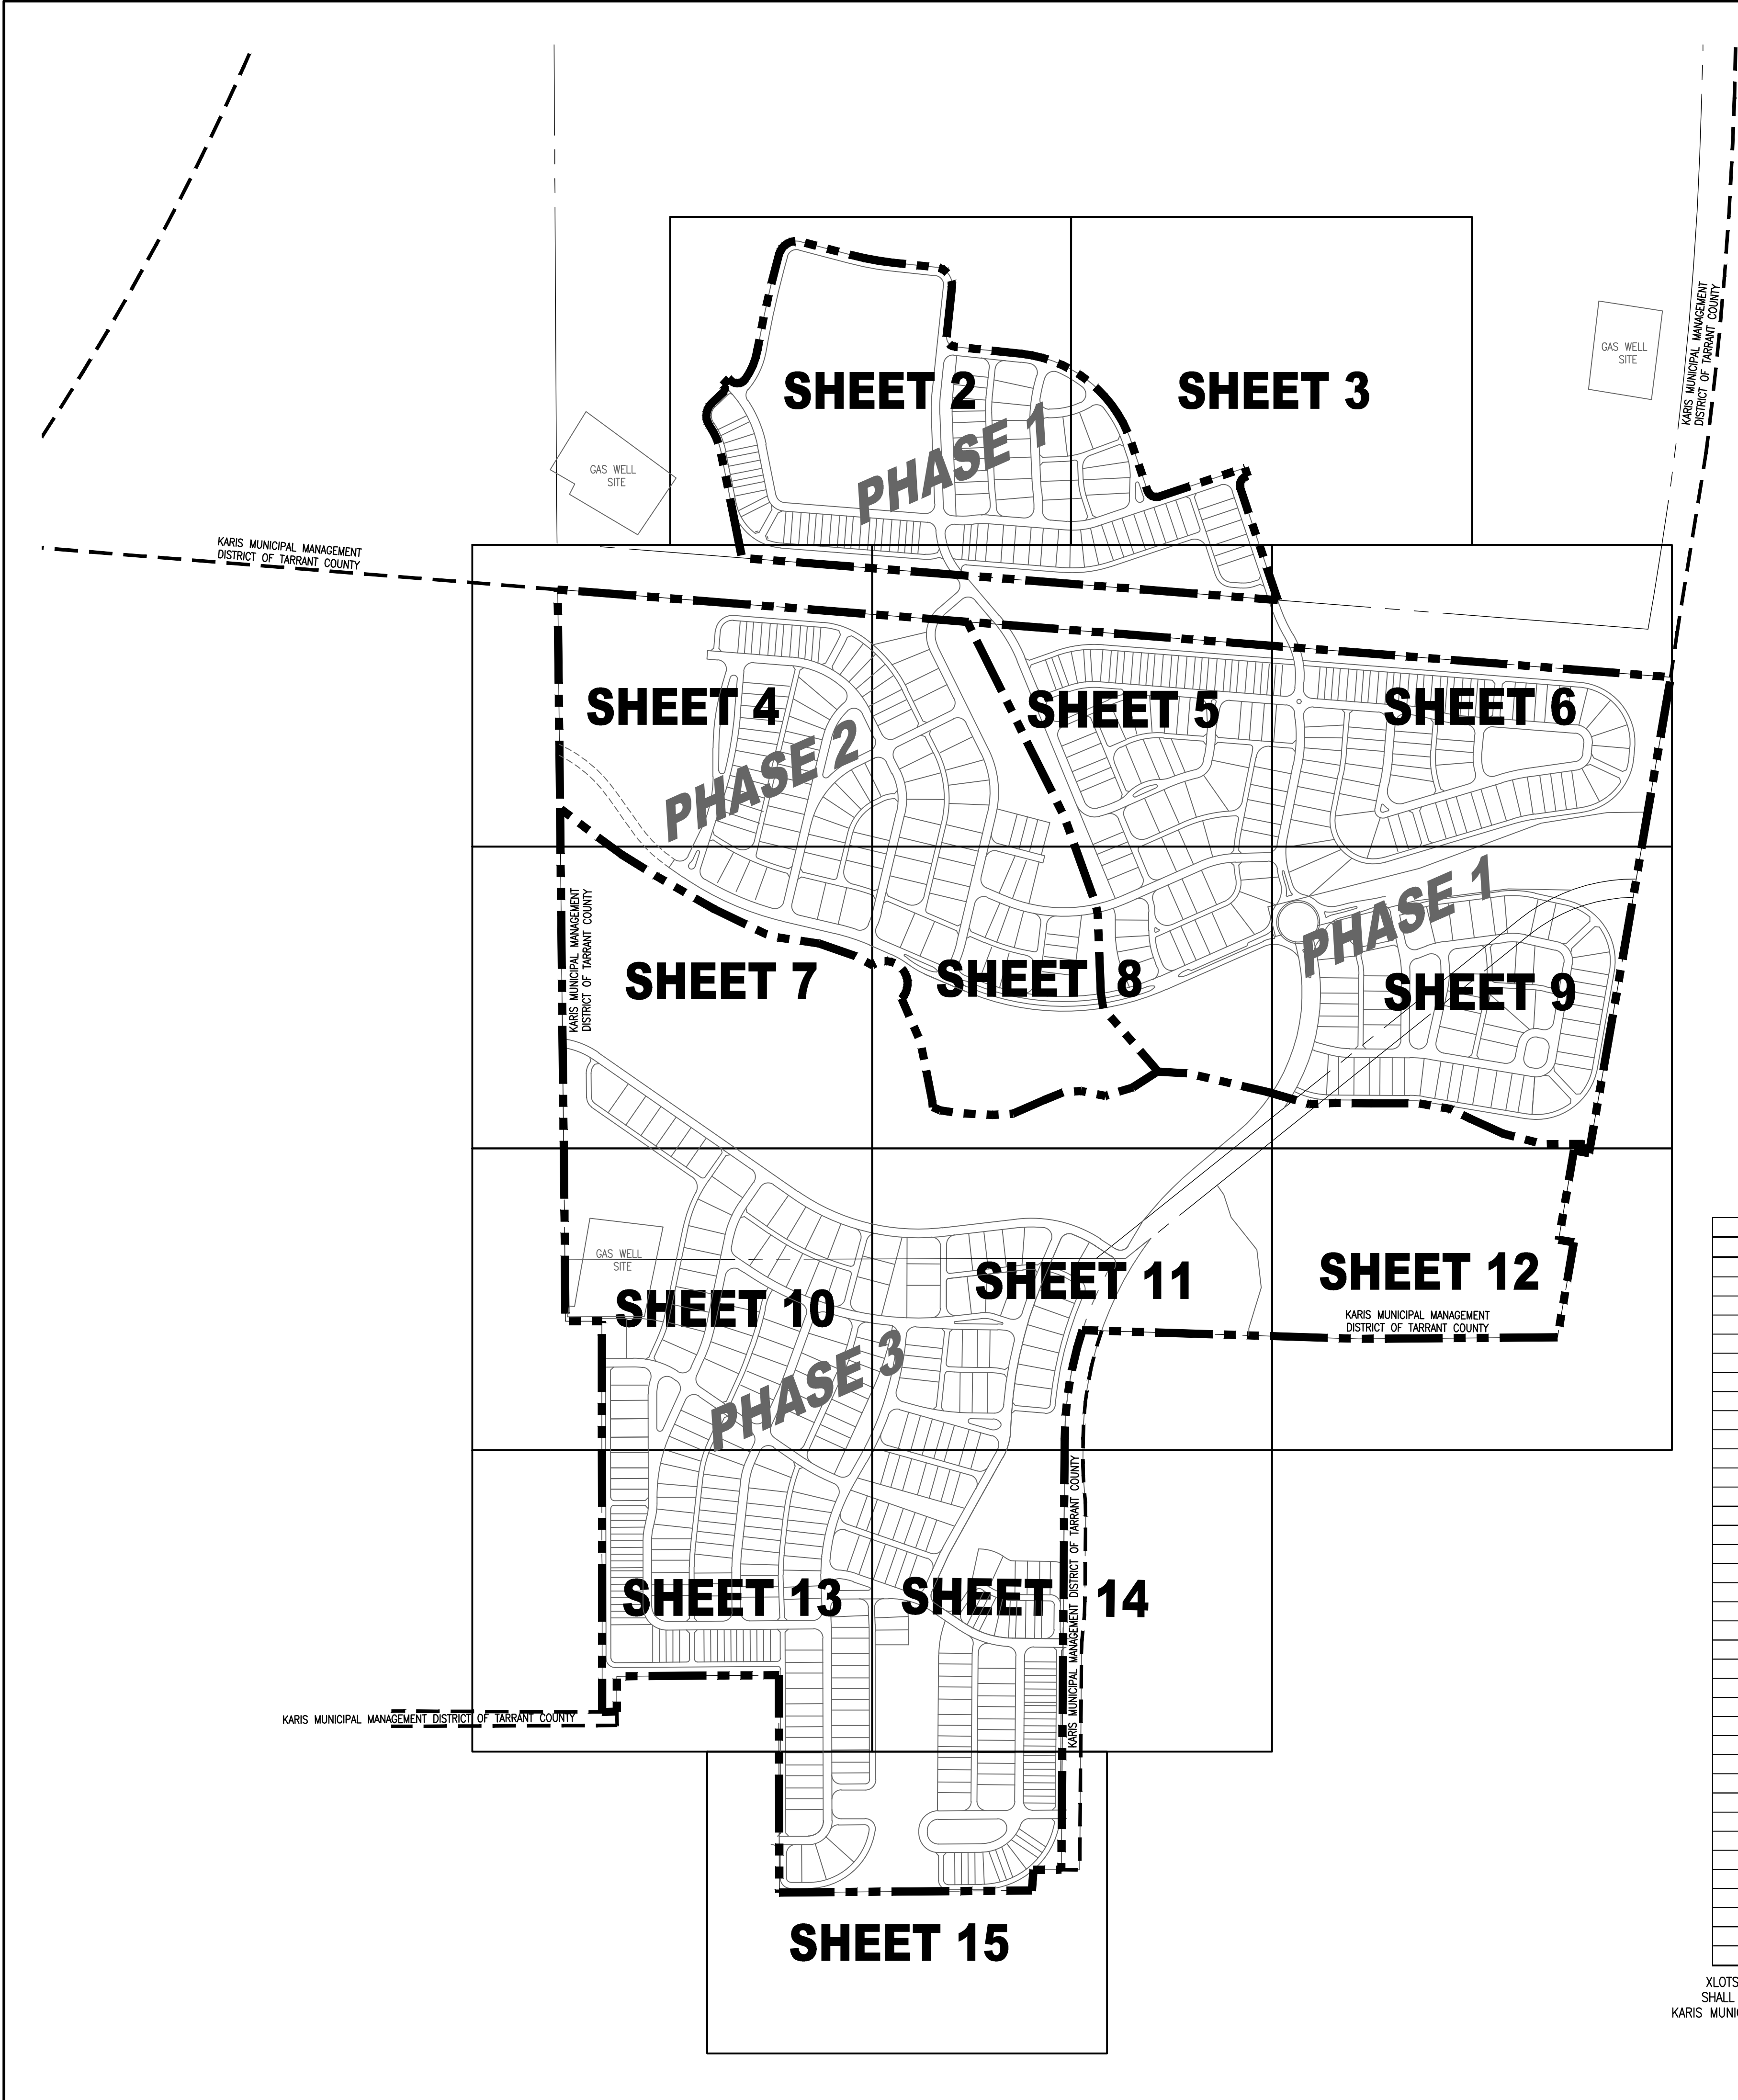 KARIS MUNICIPAL MANAGEMENT
DISTRICT OF TARRANT COUNTY
GAS WELL
SITE
SHEET 2
SHEET 3
PHASE 1
GAS WELL
SITE
KARIS MUNICIPAL MANAGEMENT
DISTRICT OF TARRANT COUNTY
SHEET 4
SHEET 5
SHEET 6
PHASE 2
PHASE 1
KARIS MUNICIPAL MANAGEMENT
DISTRICT OF TARRANT COUNTY
SHEET 7
SHEET 8
SHEET 9
GAS WELL
SITE
SHEET 10
SHEET 11
SHEET 12
KARIS MUNICIPAL MANAGEMENT
DISTRICT OF TARRANT COUNTY
PHASE 3
KARIS MUNICIPAL MANAGEMENT DISTRICT OF TARRANT COUNTY
SHEET 13
SHEET 14
KARIS MUNICIPAL MANAGEMENT DISTRICT OF TARRANT COUNTY
SHEET 15
XLOTS
SHALL
KARIS